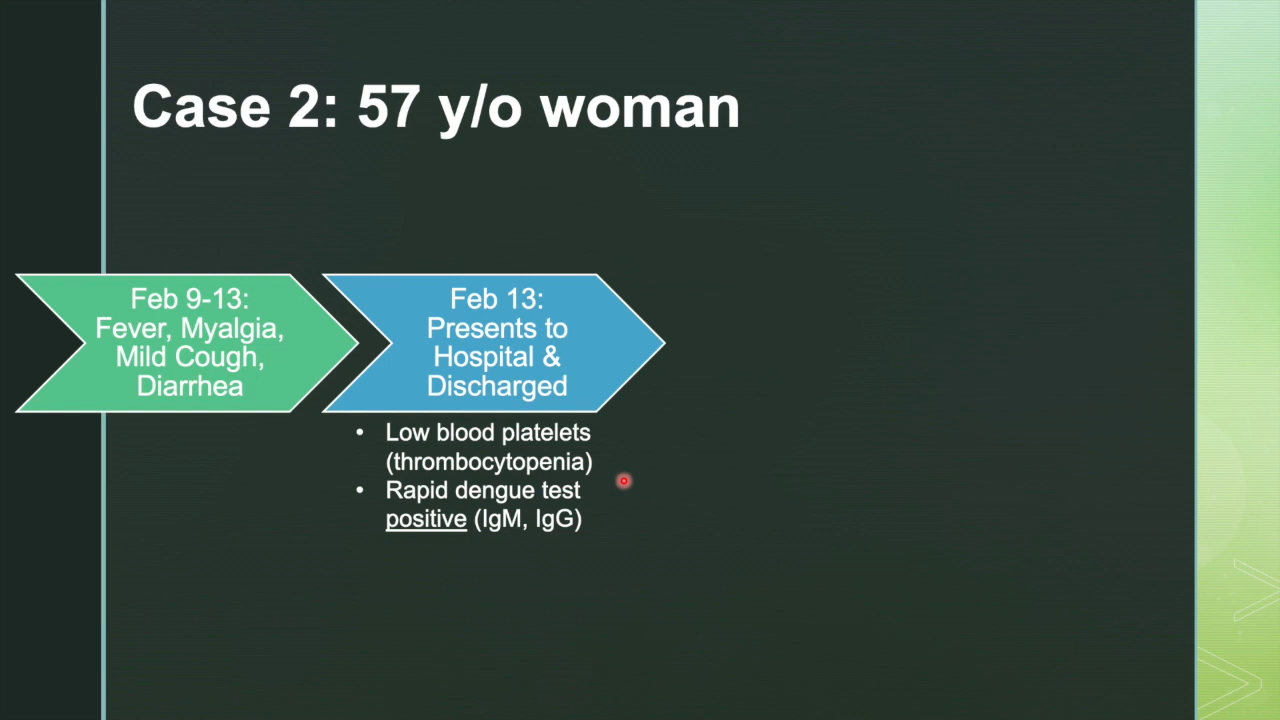 Case 2: 57 y/o woman
Feb 9-13:
Fever, Myalgia,
Mild Cough,
Diarrhea
Feb 13:
Presents to
Hospital &
Discharged
• Low blood platelets
(thrombocytopenia)
• Rapid dengue test
positive (IgM, IgG)